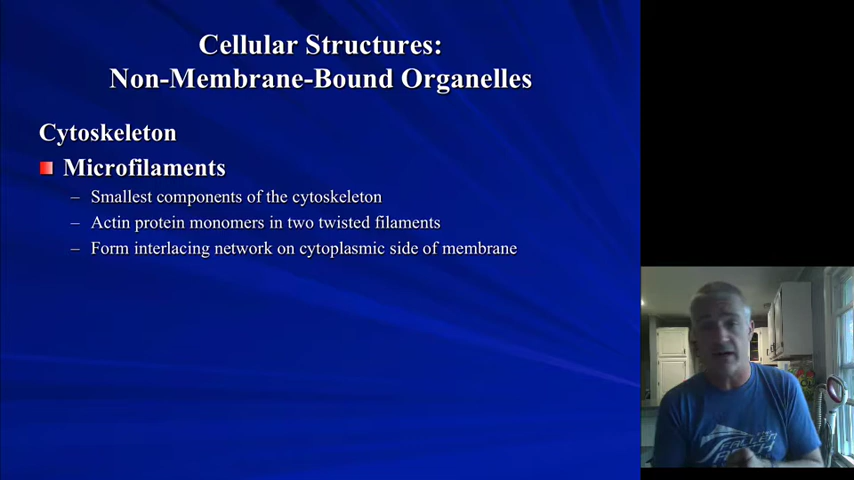 Cellular Structures:
Non-Membrane-Bound Organelles
Cytoskeleton
Microfilaments
– Smallest components of the cytoskeleton
– Actin protein monomers in two twisted filaments
– Form interlacing network on cytoplasmic side of membrane